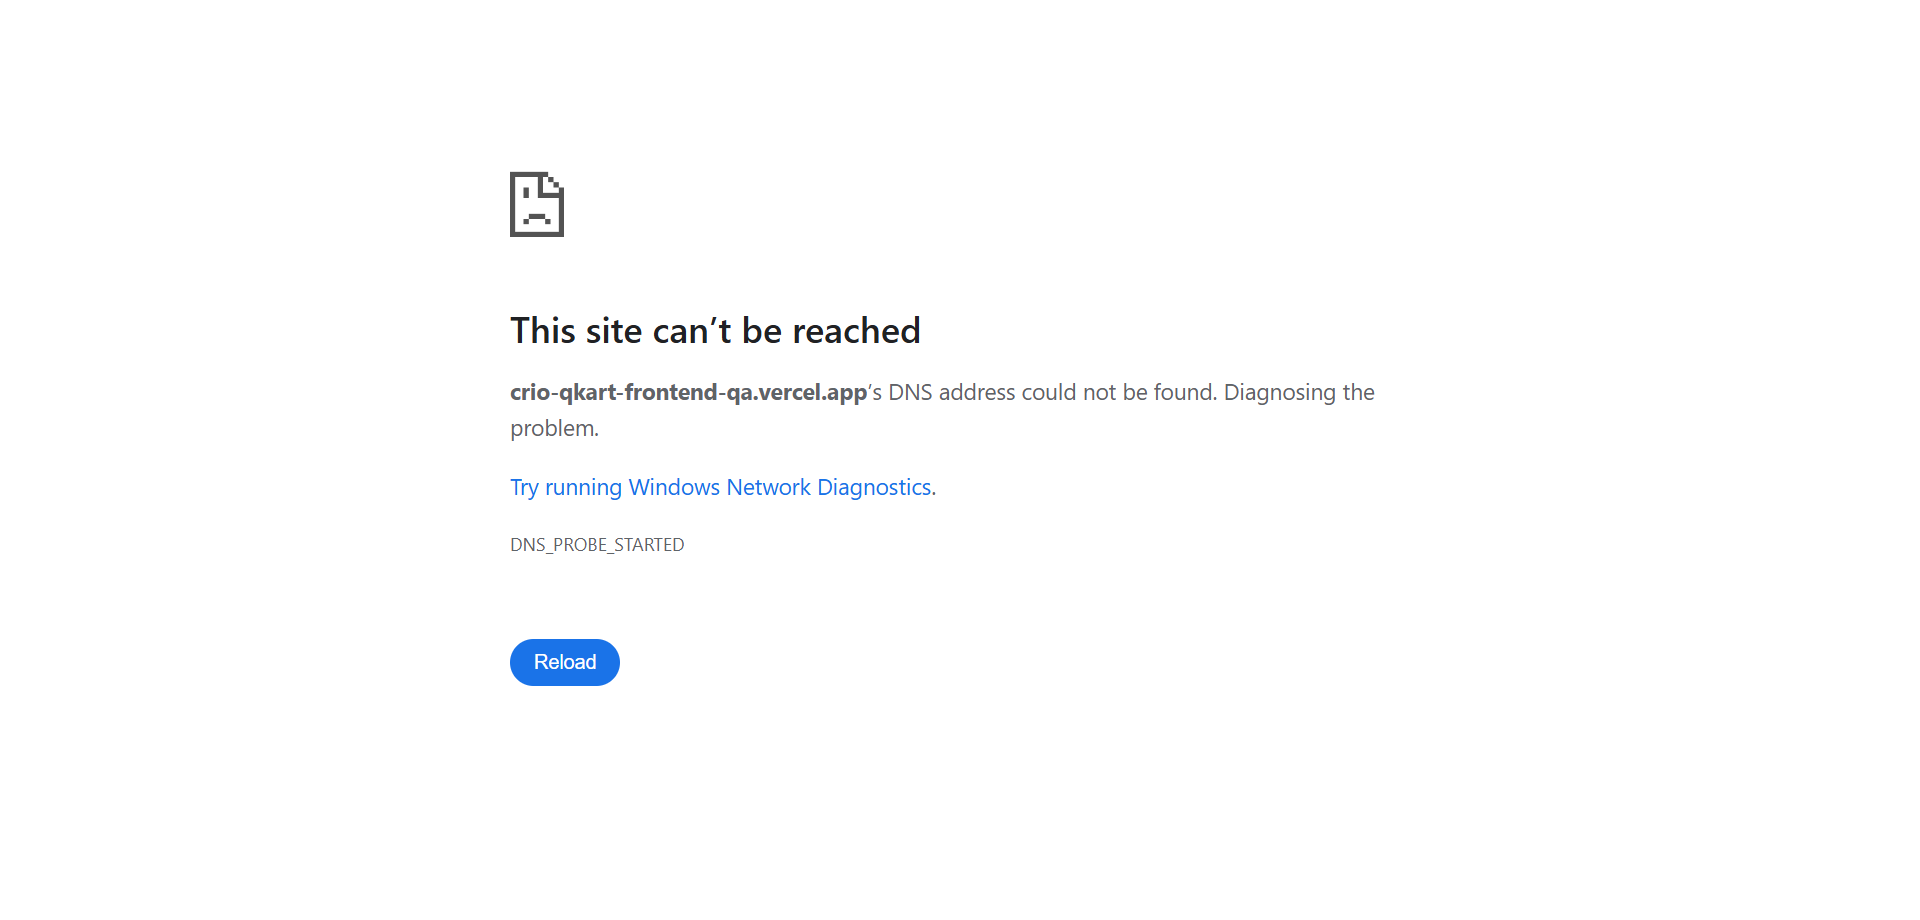 This site can’t be reached
crio-qkart-frontend-qa.vercel.app’s DNS address could not be found. Diagnosing the
problem.
Try running Windows Network Diagnostics.
DNS_PROBE_STARTED
Reload